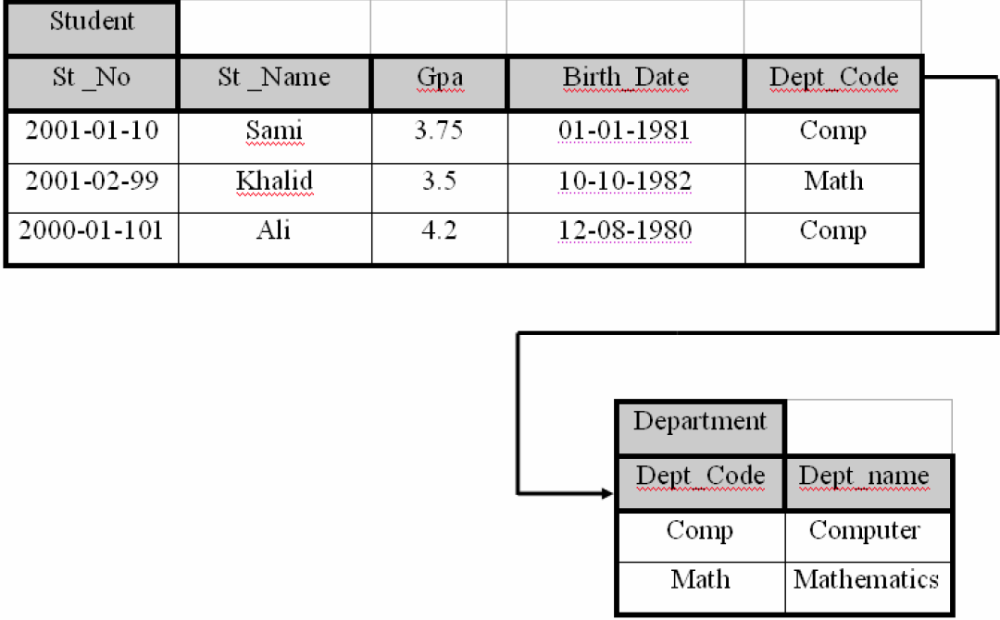 Student
St _No St _Name Gpa Birth_Date Dept_Code
2001-01-10 Sami 3.75 01-01-1981 Comp
2001-02-99 Khalid 3.5 10-10-1982 Math
2000-01-101 Ali 4.2 12-08-1980 Comp
Department
Dept_Code Dept_name
Comp Computer
Math Mathematics